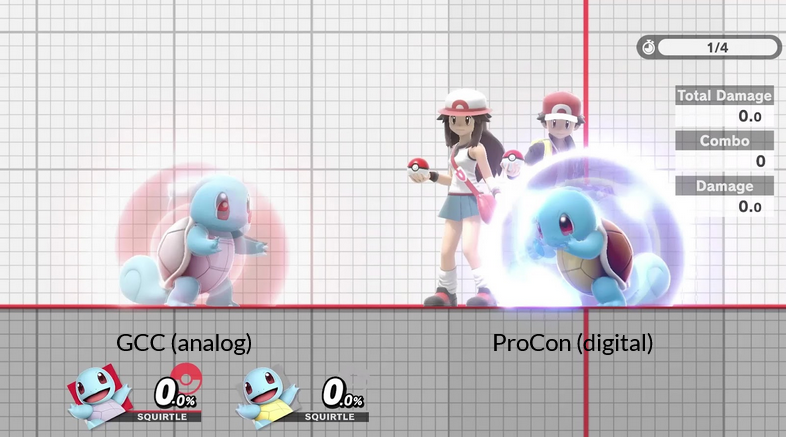 1/4
Total Damage
0.0
Combo
0
Damage
0.0
GCC (analog)
ProCon (digital)
0.0%
SQUIRTLE
0.0%
SQUIRTLE